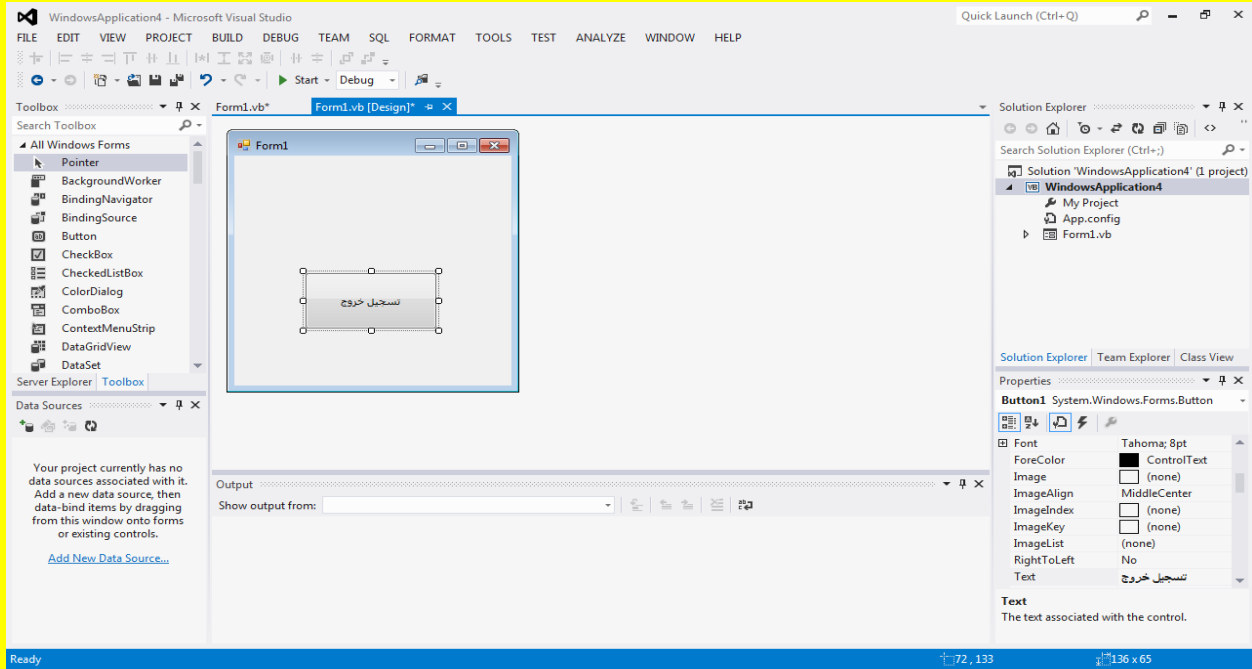 WindowsApplication4 - Microsoft Visual Studio
Quick Launch (Ctrl+Q)
FILE EDIT VIEW PROJECT BUILD DEBUG TEAM SQL FORMAT TOOLS TEST ANALYZE WINDOW HELP
Start Debug
Toolbox
Search Toolbox
All Windows Forms
Pointer
BackgroundWorker
BindingNavigator
BindingSource
Button
CheckBox
CheckedListBox
ColorDialog
ComboBox
ContextMenuStrip
DataGridView
DataSet
Server Explorer Toolbox
Data Sources
Your project currently has no
data sources associated with it.
Add a new data source, then
data-bind items by dragging
from this window onto forms
or existing controls.
Add New Data Source...
Form1.vb* Form1.vb [Design]*
Form1
تسجيل خروج
Output
Show output from:
Solution Explorer
Search Solution Explorer (Ctrl+;)
Solution 'WindowsApplication4' (1 project)
VB WindowsApplication4
My Project
App.config
Form1.vb
Solution Explorer Team Explorer Class View
Properties
Button1 System.Windows.Forms.Button
Font Tahoma; 8pt
ForeColor ControlText
Image (none)
ImageAlign MiddleCenter
ImageIndex (none)
ImageKey (none)
ImageList (none)
RightToLeft No
Text تسجيل خروج
Text
The text associated with the control.
Ready 72 , 133 136 x 65